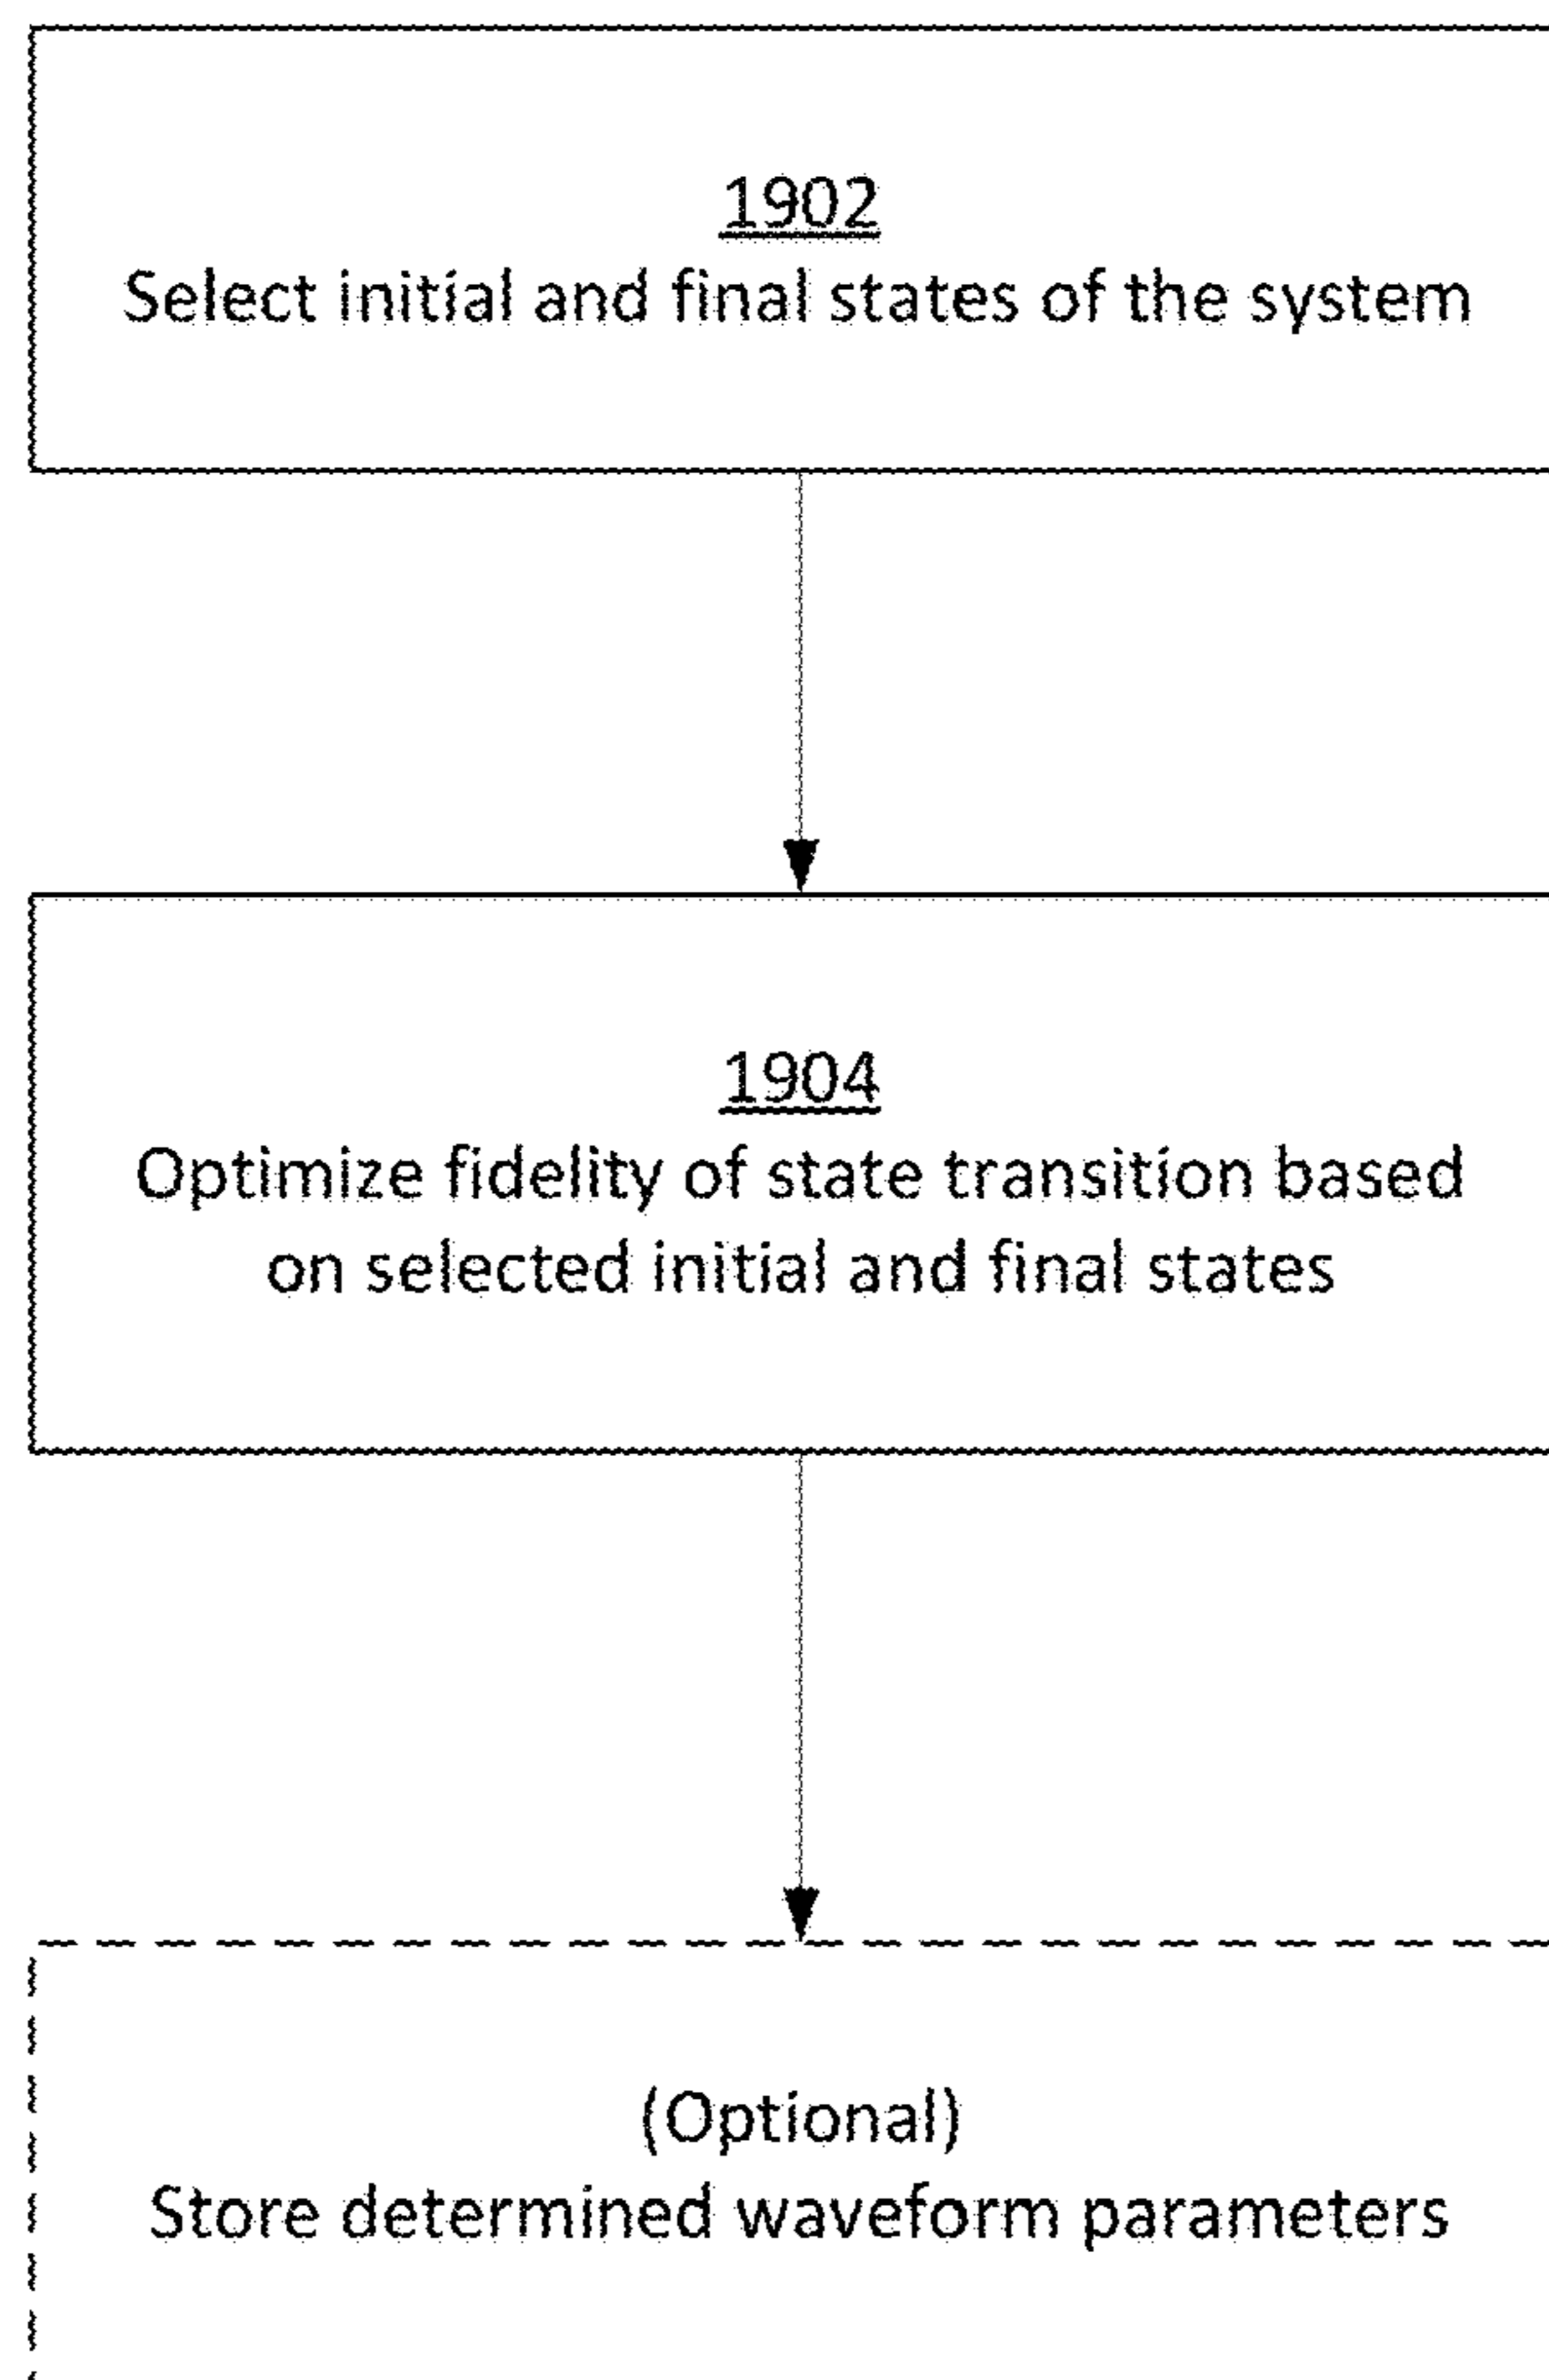 1902
Select initial and final states of the system
1904
Optimize fidelity of state transition based
on selected initial and final states
(Optional)
Store determined waveform parameters